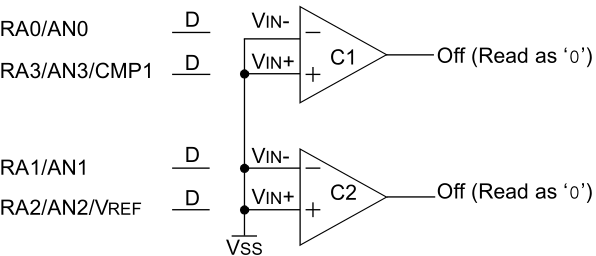 RA0/AN0 D VIN- − C1 Off (Read as ‘0’)
RA3/AN3/CMP1 D VIN+ +
RA1/AN1 D VIN- − C2 Off (Read as ‘0’)
RA2/AN2/VREF D VIN+ +
VSS